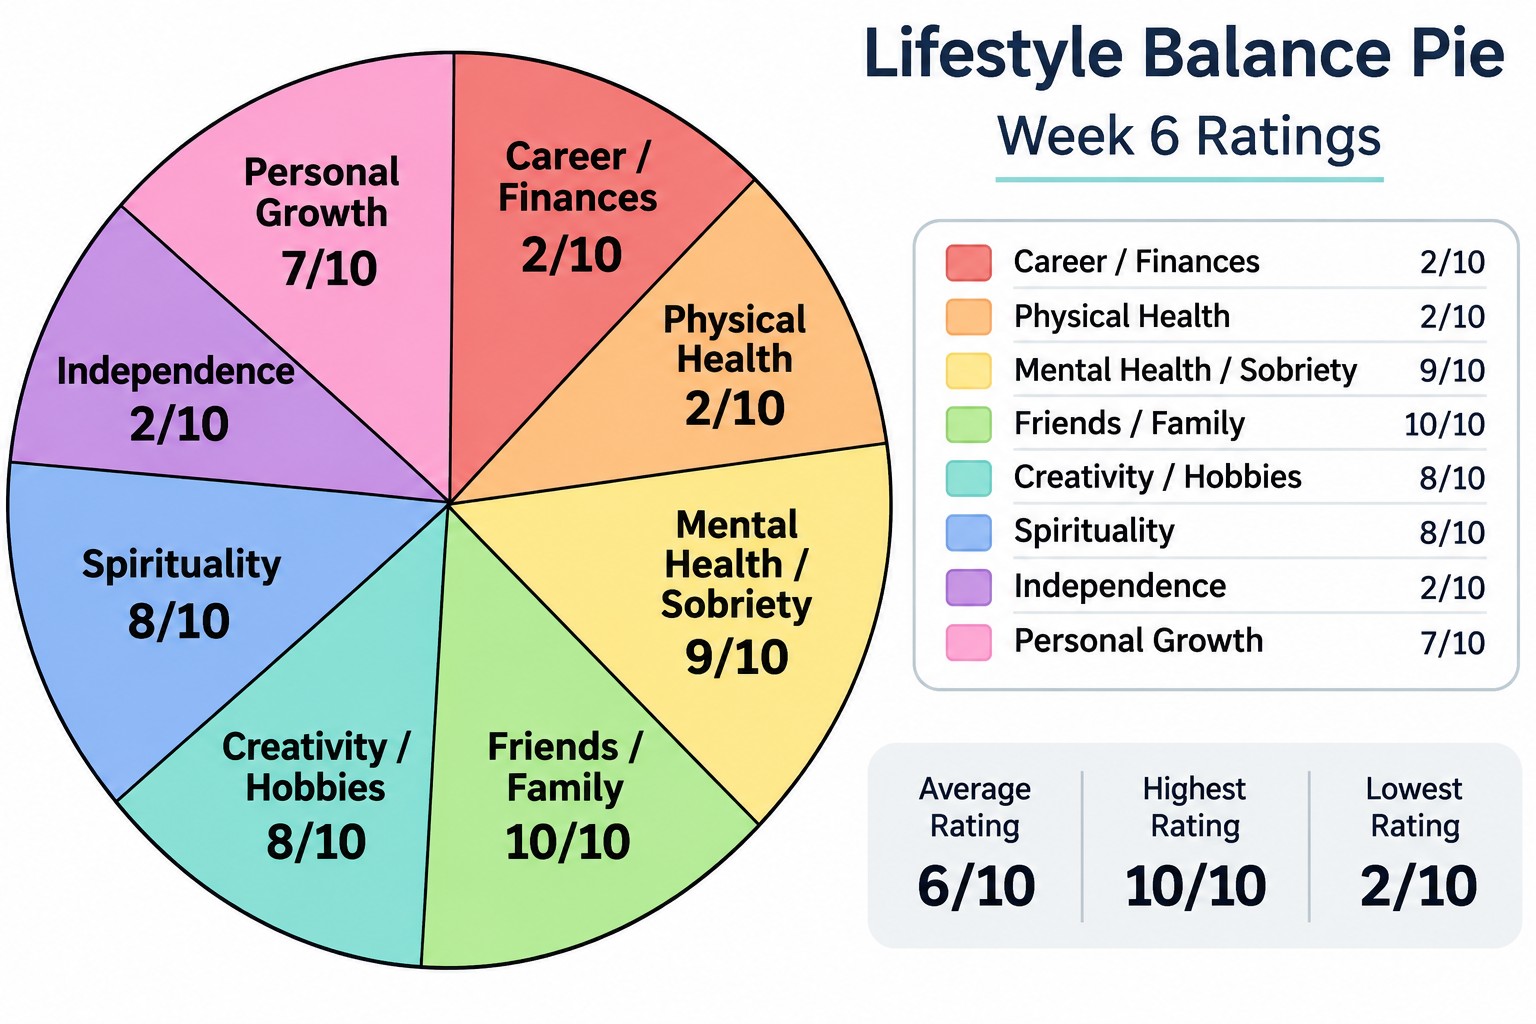 Lifestyle Balance Pie
Week 6 Ratings
Career /
Finances
2/10
Physical
Health
2/10
Mental
Health /
Sobriety
9/10
Friends /
Family
10/10
Creativity /
Hobbies
8/10
Spirituality
8/10
Independence
2/10
Personal
Growth
7/10
Career / Finances 2/10
Physical Health 2/10
Mental Health / Sobriety 9/10
Friends / Family 10/10
Creativity / Hobbies 8/10
Spirituality 8/10
Independence 2/10
Personal Growth 7/10
Average
Rating
6/10
Highest
Rating
10/10
Lowest
Rating
2/10